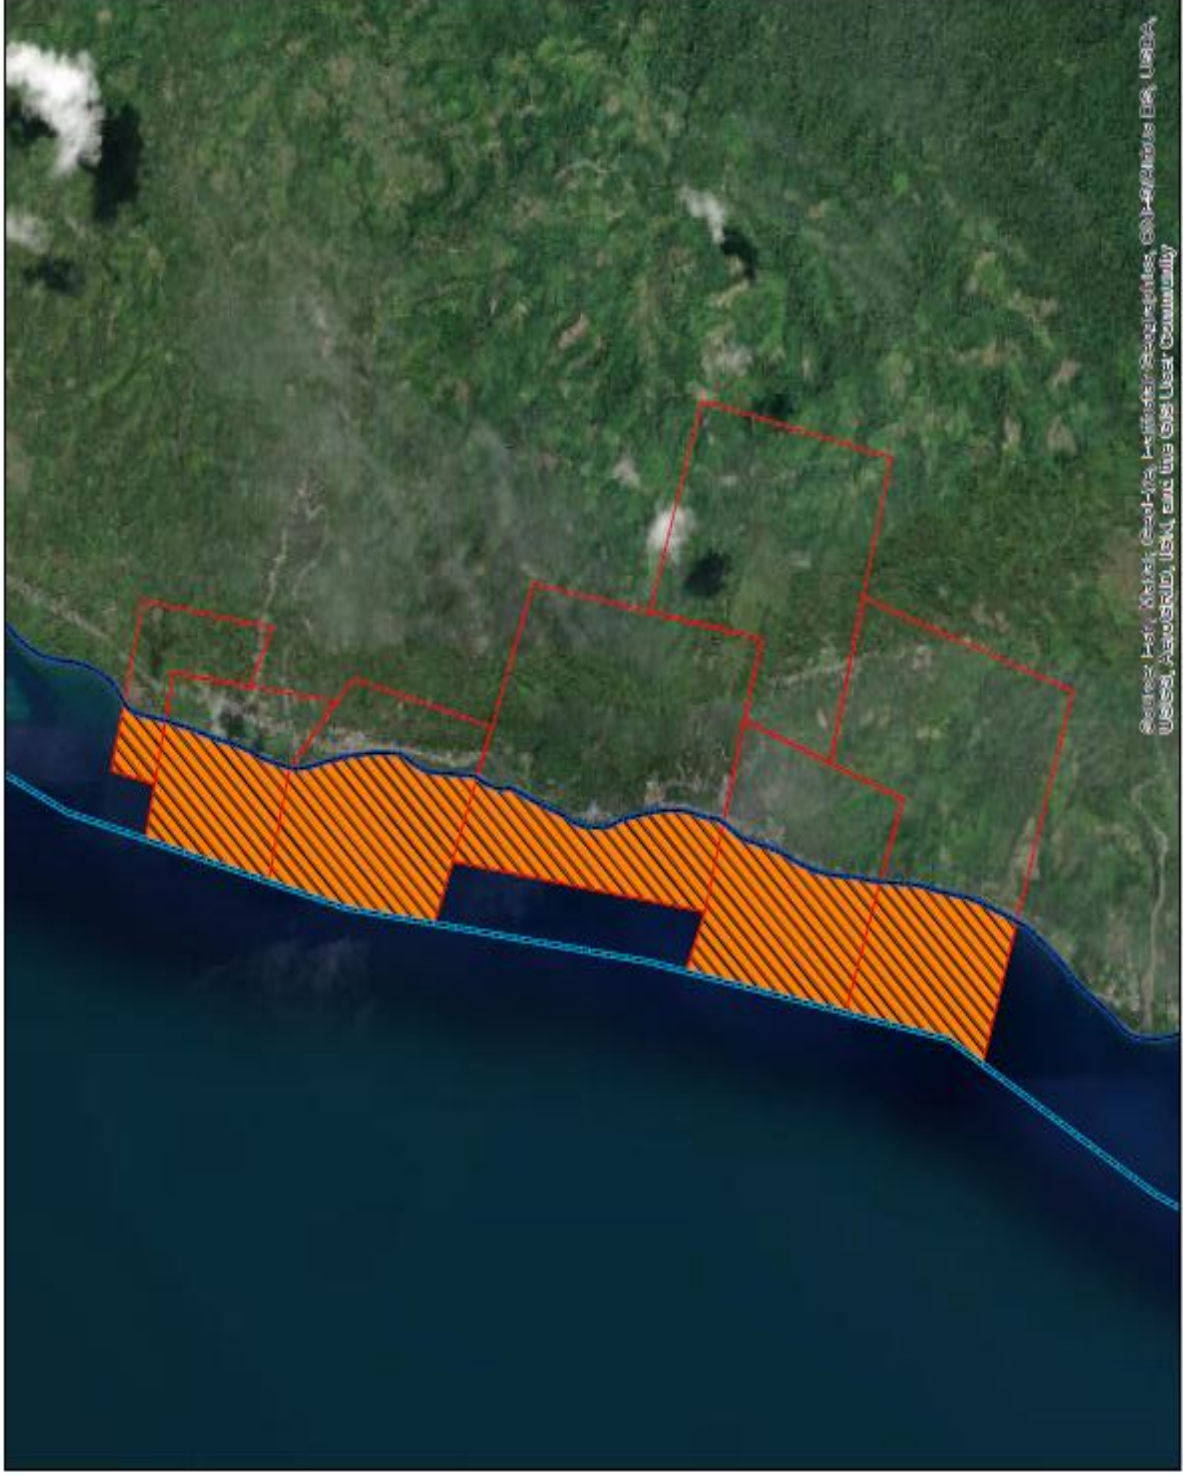 Source: Esri, Maxar, GeoEye, Earthstar Geographics, CNES/Airbus DS, USDA,
USGS, AeroGRID, IGN, and the GIS User Community